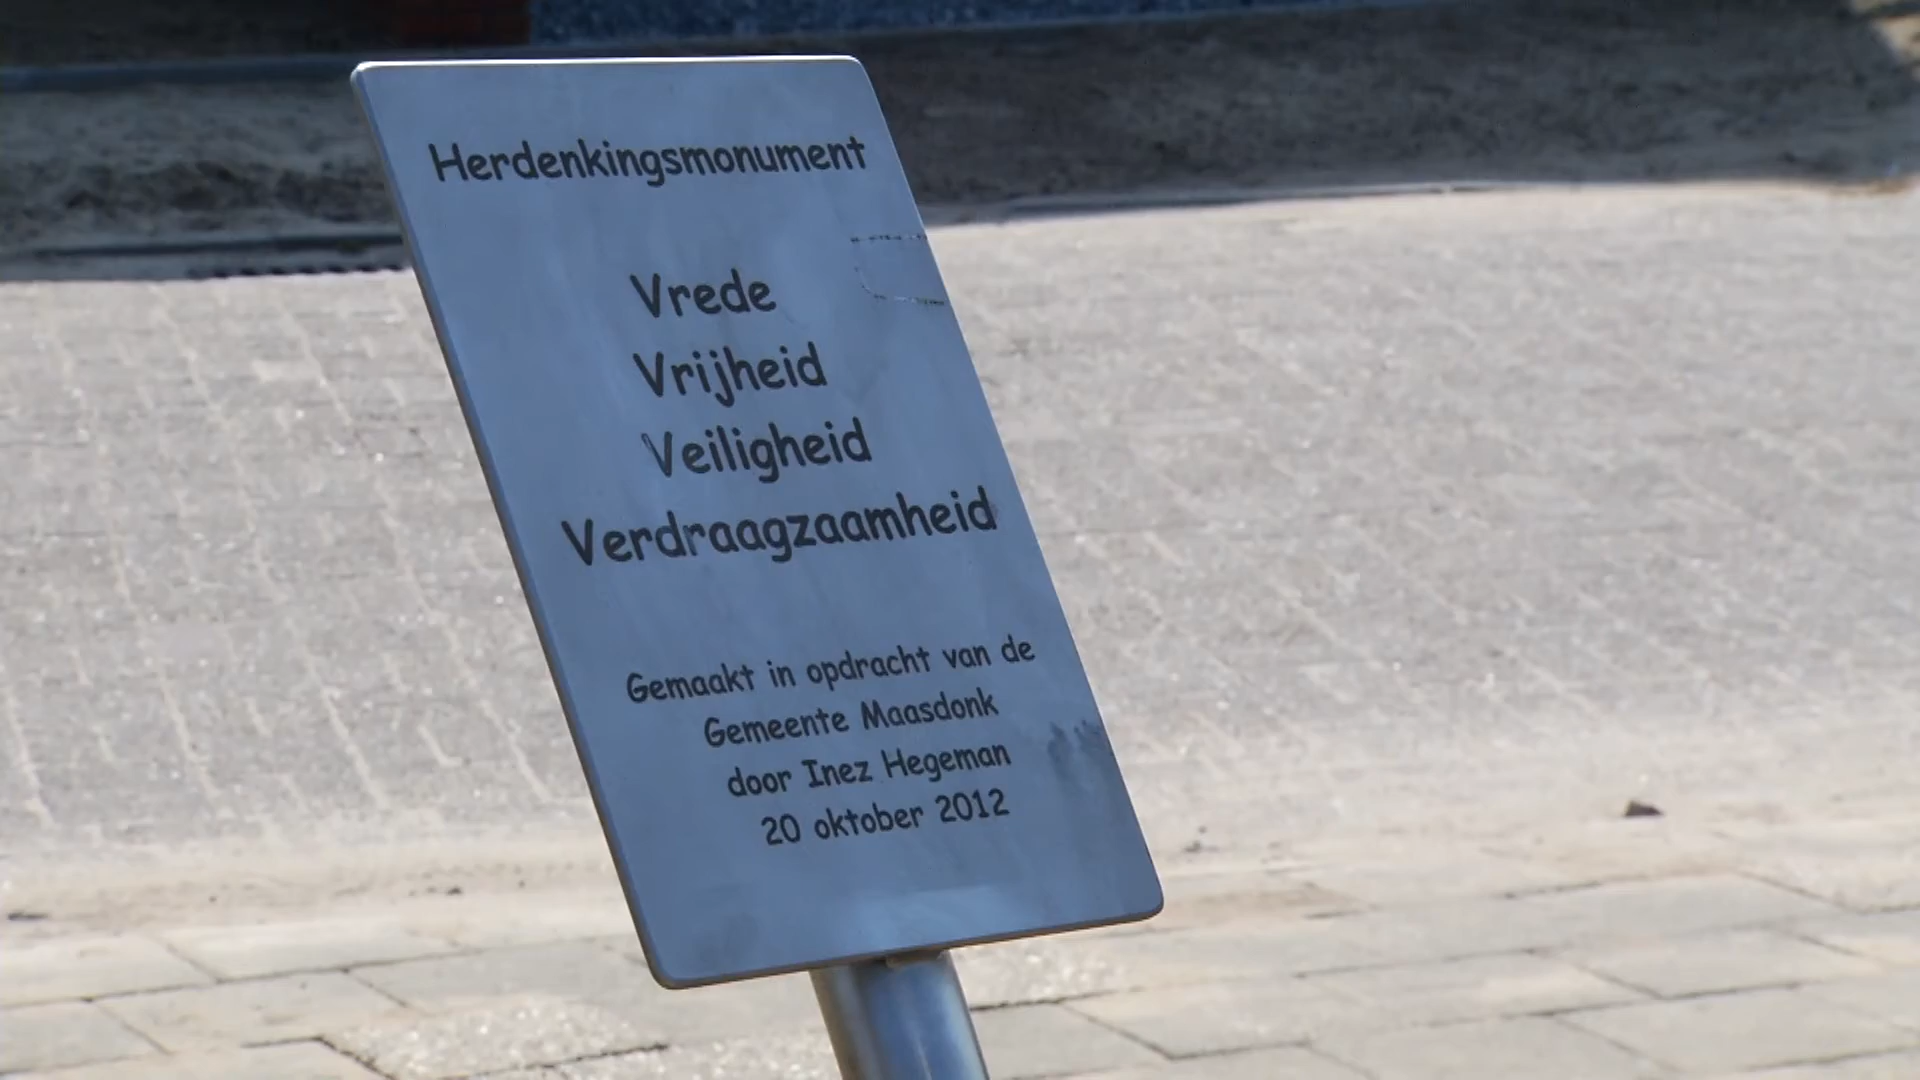 Herdenkingsmonument
Vrede
Vrijheid
Veiligheid
Verdraagzaamheid
Gemaakt in opdracht van de
Gemeente Maasdonk
door Inez Hegeman
20 oktober 2012